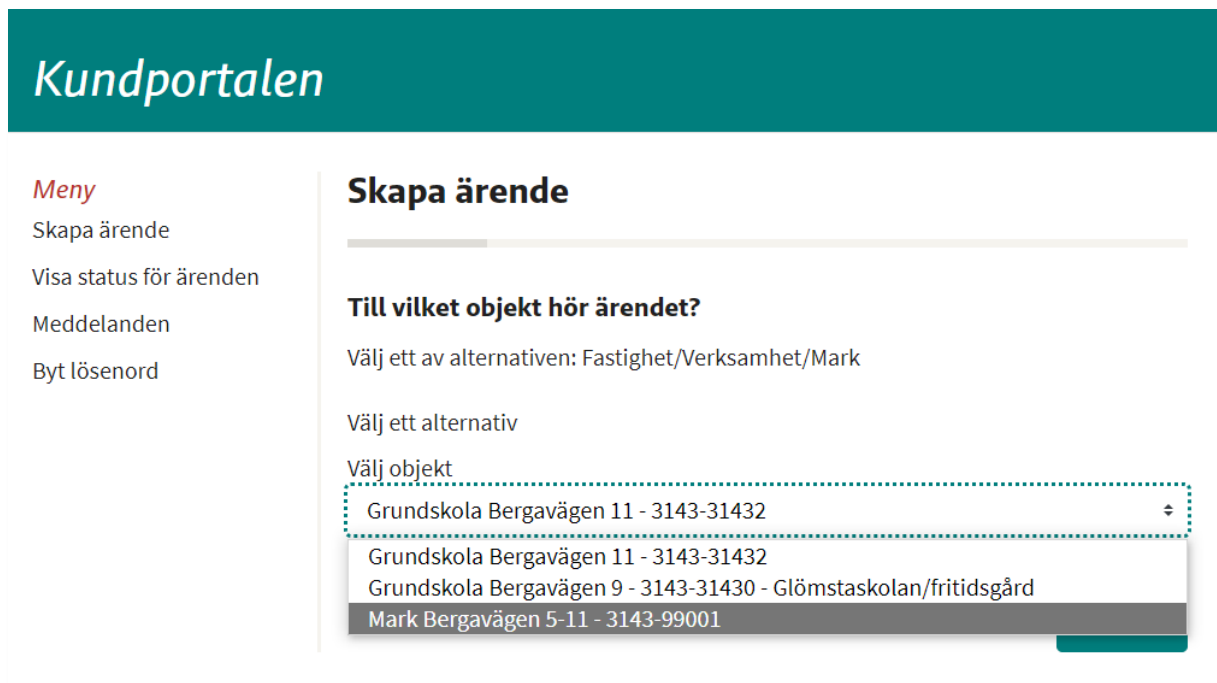 Kundportalen
Meny
Skapa ärende
Visa status för ärenden
Meddelanden
Byt lösenord
Skapa ärende
Till vilket objekt hör ärendet?
Välj ett av alternativen: Fastighet/Verksamhet/Mark
Välj ett alternativ
Välj objekt
Grundskola Bergavägen 11 - 3143-31432
Grundskola Bergavägen 11 - 3143-31432
Grundskola Bergavägen 9 - 3143-31430 - Glömstaskolan/fritidsgård
Mark Bergavägen 5-11 - 3143-99001